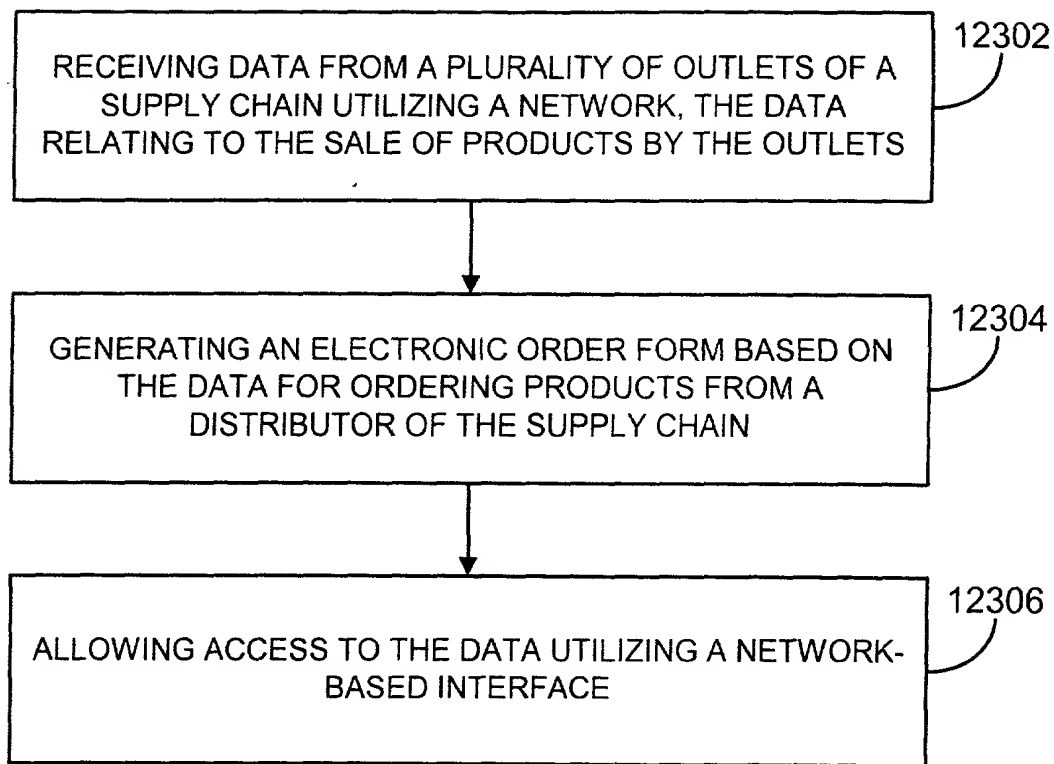 12302
RECEIVING DATA FROM A PLURALITY OF OUTLETS OF A
SUPPLY CHAIN UTILIZING A NETWORK, THE DATA
RELATING TO THE SALE OF PRODUCTS BY THE OUTLETS
12304
GENERATING AN ELECTRONIC ORDER FORM BASED ON
THE DATA FOR ORDERING PRODUCTS FROM A
DISTRIBUTOR OF THE SUPPLY CHAIN
12306
ALLOWING ACCESS TO THE DATA UTILIZING A NETWORK-
BASED INTERFACE